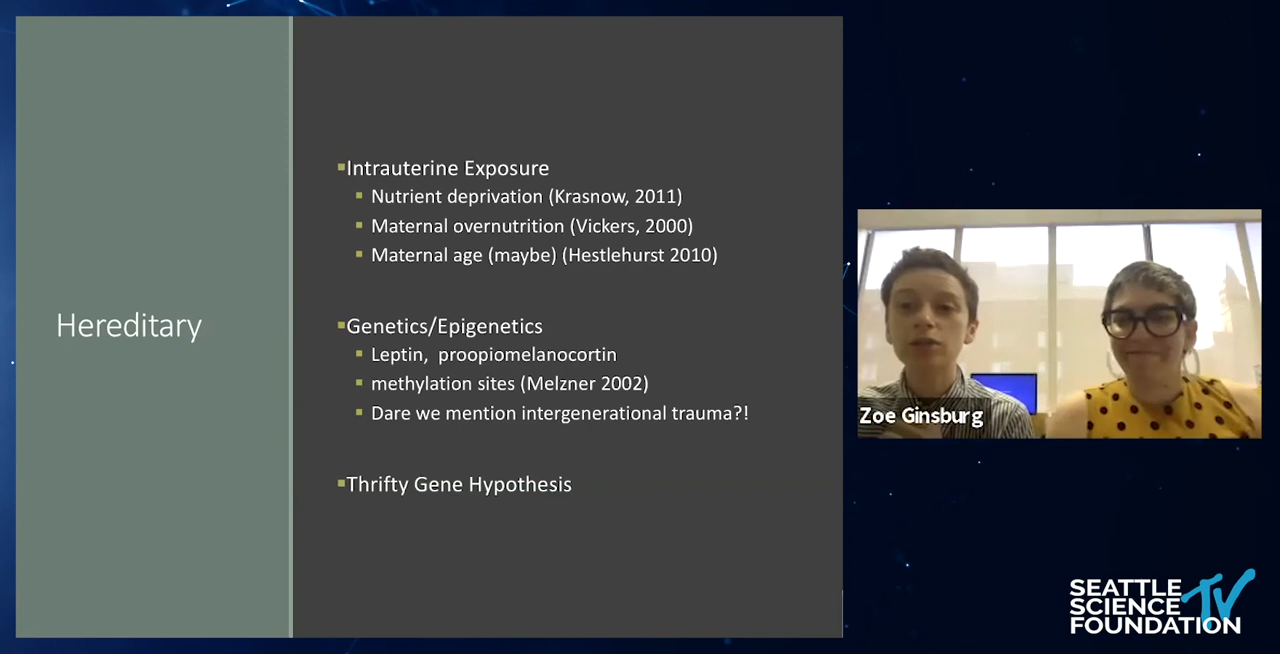 Hereditary
Intrauterine Exposure
Nutrient deprivation (Krasnow, 2011)
Maternal overnutrition (Vickers, 2000)
Maternal age (maybe) (Hestlehurst 2010)
Genetics/Epigenetics
Leptin, proopiomelanocortin
methylation sites (Melzner 2002)
Dare we mention intergenerational trauma?!
Thrifty Gene Hypothesis
Zoe Ginsburg
SEATTLE
SCIENCE TV
FOUNDATION